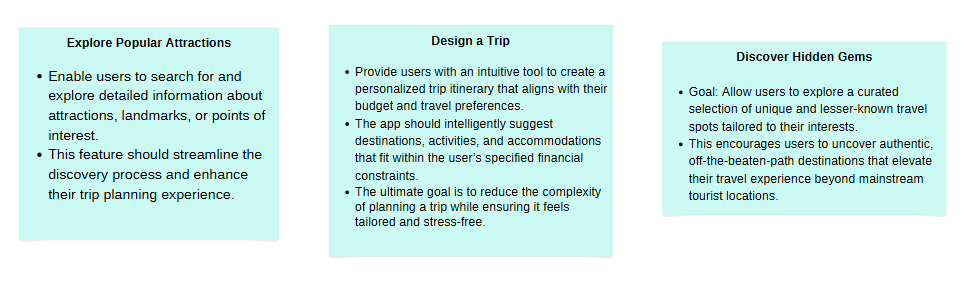 Explore Popular Attractions
• Enable users to search for and
explore detailed information about
attractions, landmarks, or points of
interest.
• This feature should streamline the
discovery process and enhance
their trip planning experience.
Design a Trip
• Provide users with an intuitive tool to create a
personalized trip itinerary that aligns with their
budget and travel preferences.
• The app should intelligently suggest
destinations, activities, and accommodations
that fit within the user's specified financial
constraints.
• The ultimate goal is to reduce the complexity
of planning a trip while ensuring it feels
tailored and stress-free.
Discover Hidden Gems
• Goal: Allow users to explore a curated
selection of unique and lesser-known travel
spots tailored to their interests.
• This encourages users to uncover authentic,
off-the-beaten-path destinations that elevate
their travel experience beyond mainstream
tourist locations.